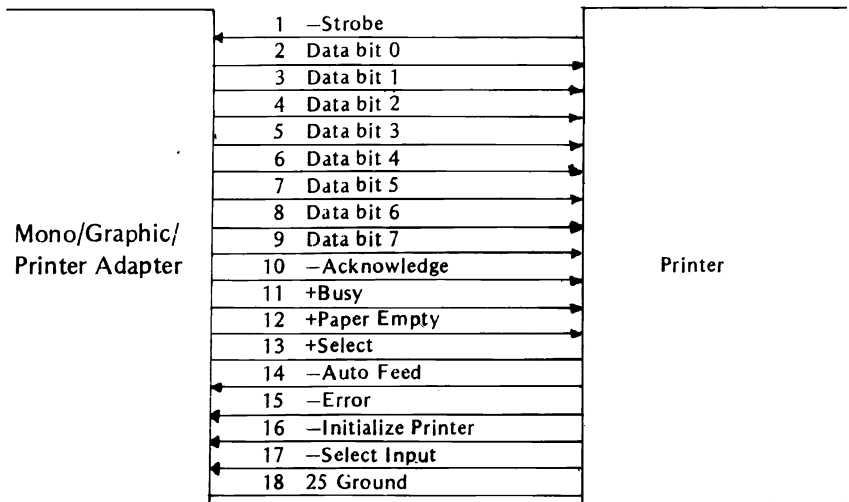 1 —Strobe
2 Data bit 0
3 Data bit 1
4 Data bit 2
5 Data bit 3
6 Data bit 4
7 Data bit 5
8 Data bit 6
9 Data bit 7
10 —Acknowledge
11 +Busy
12 +Paper Empty
13 +Select
14 —Auto Feed
15 —Error
16 —Initialize Printer
17 —Select Input
18 25 Ground
Mono/Graphic/
Printer Adapter
Printer